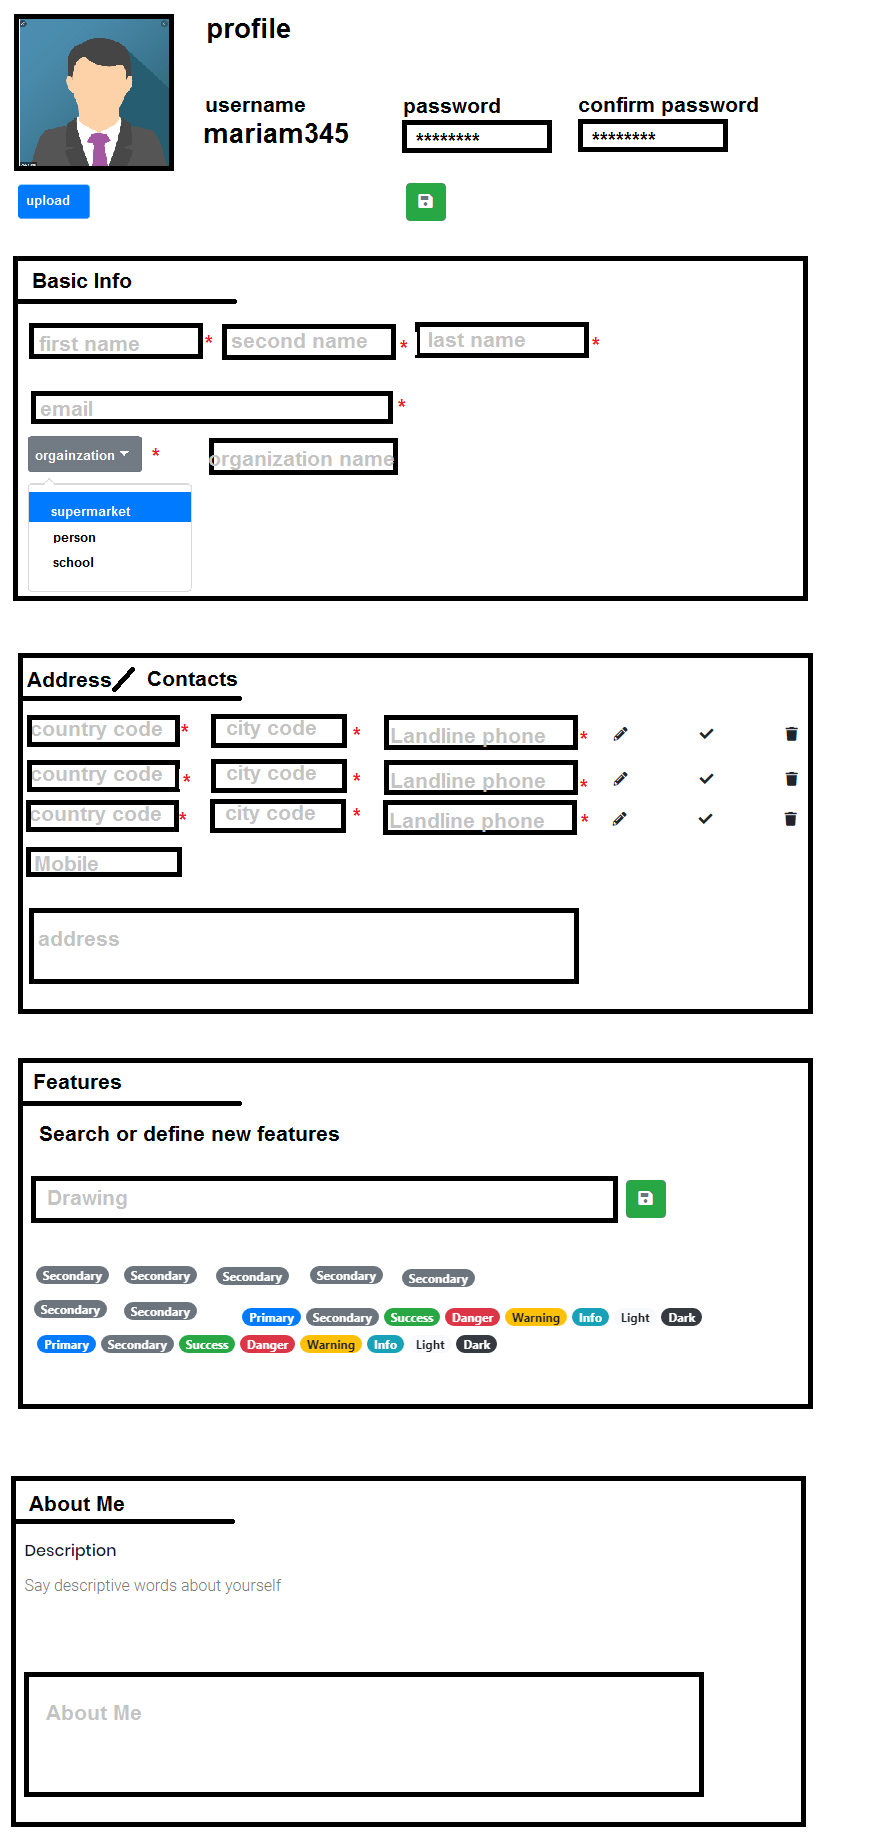 profile
username password confirm password
mariam345 ******** ********
upload
Basic Info
first name * second name * last name *
email *
orgainzation * organization name
supermarket
person
school
Address/ Contacts
country code * city code * Landline phone *
country code * city code * Landline phone *
country code * city code * Landline phone *
Mobile
address
Features
Search or define new features
Drawing
Secondary Secondary Secondary Secondary Secondary
Secondary Secondary Primary Secondary Success Danger Warning Info Light Dark
Primary Secondary Success Danger Warning Info Light Dark
About Me
Description
Say descriptive words about yourself
About Me